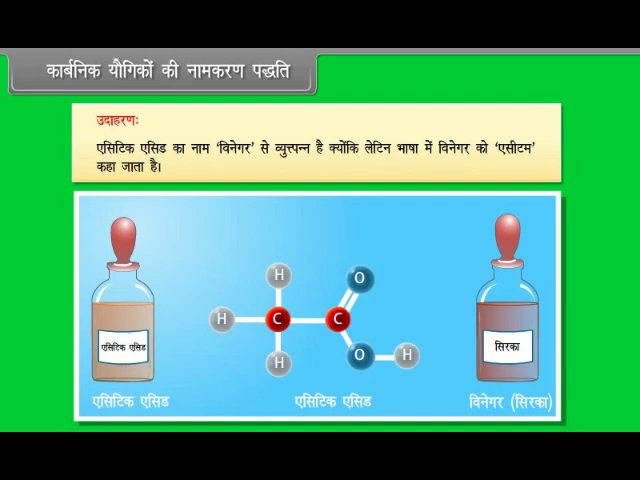 कार्बनिक यौगिकों की नामकरण पद्धति
उदाहरणः
एसिटिक एसिड का नाम 'विनेगर' से व्युत्त्पन्न है क्योंकि लेटिन भाषा में विनेगर को 'एसीटम'
कहा जाता है।
H
O
H
C
C
एसिटिक एसिड
सिरका
O
H
H
एसिटिक एसिड
एसिटिक एसिड
विनेगर (सिरका)